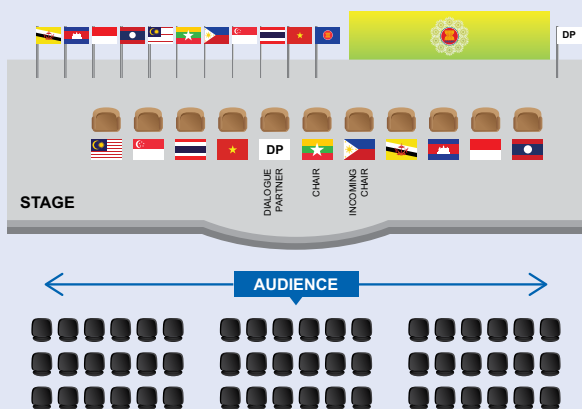 DP
DP
DIALOGUE
PARTNER
CHAIR
INCOMING
CHAIR
STAGE
AUDIENCE